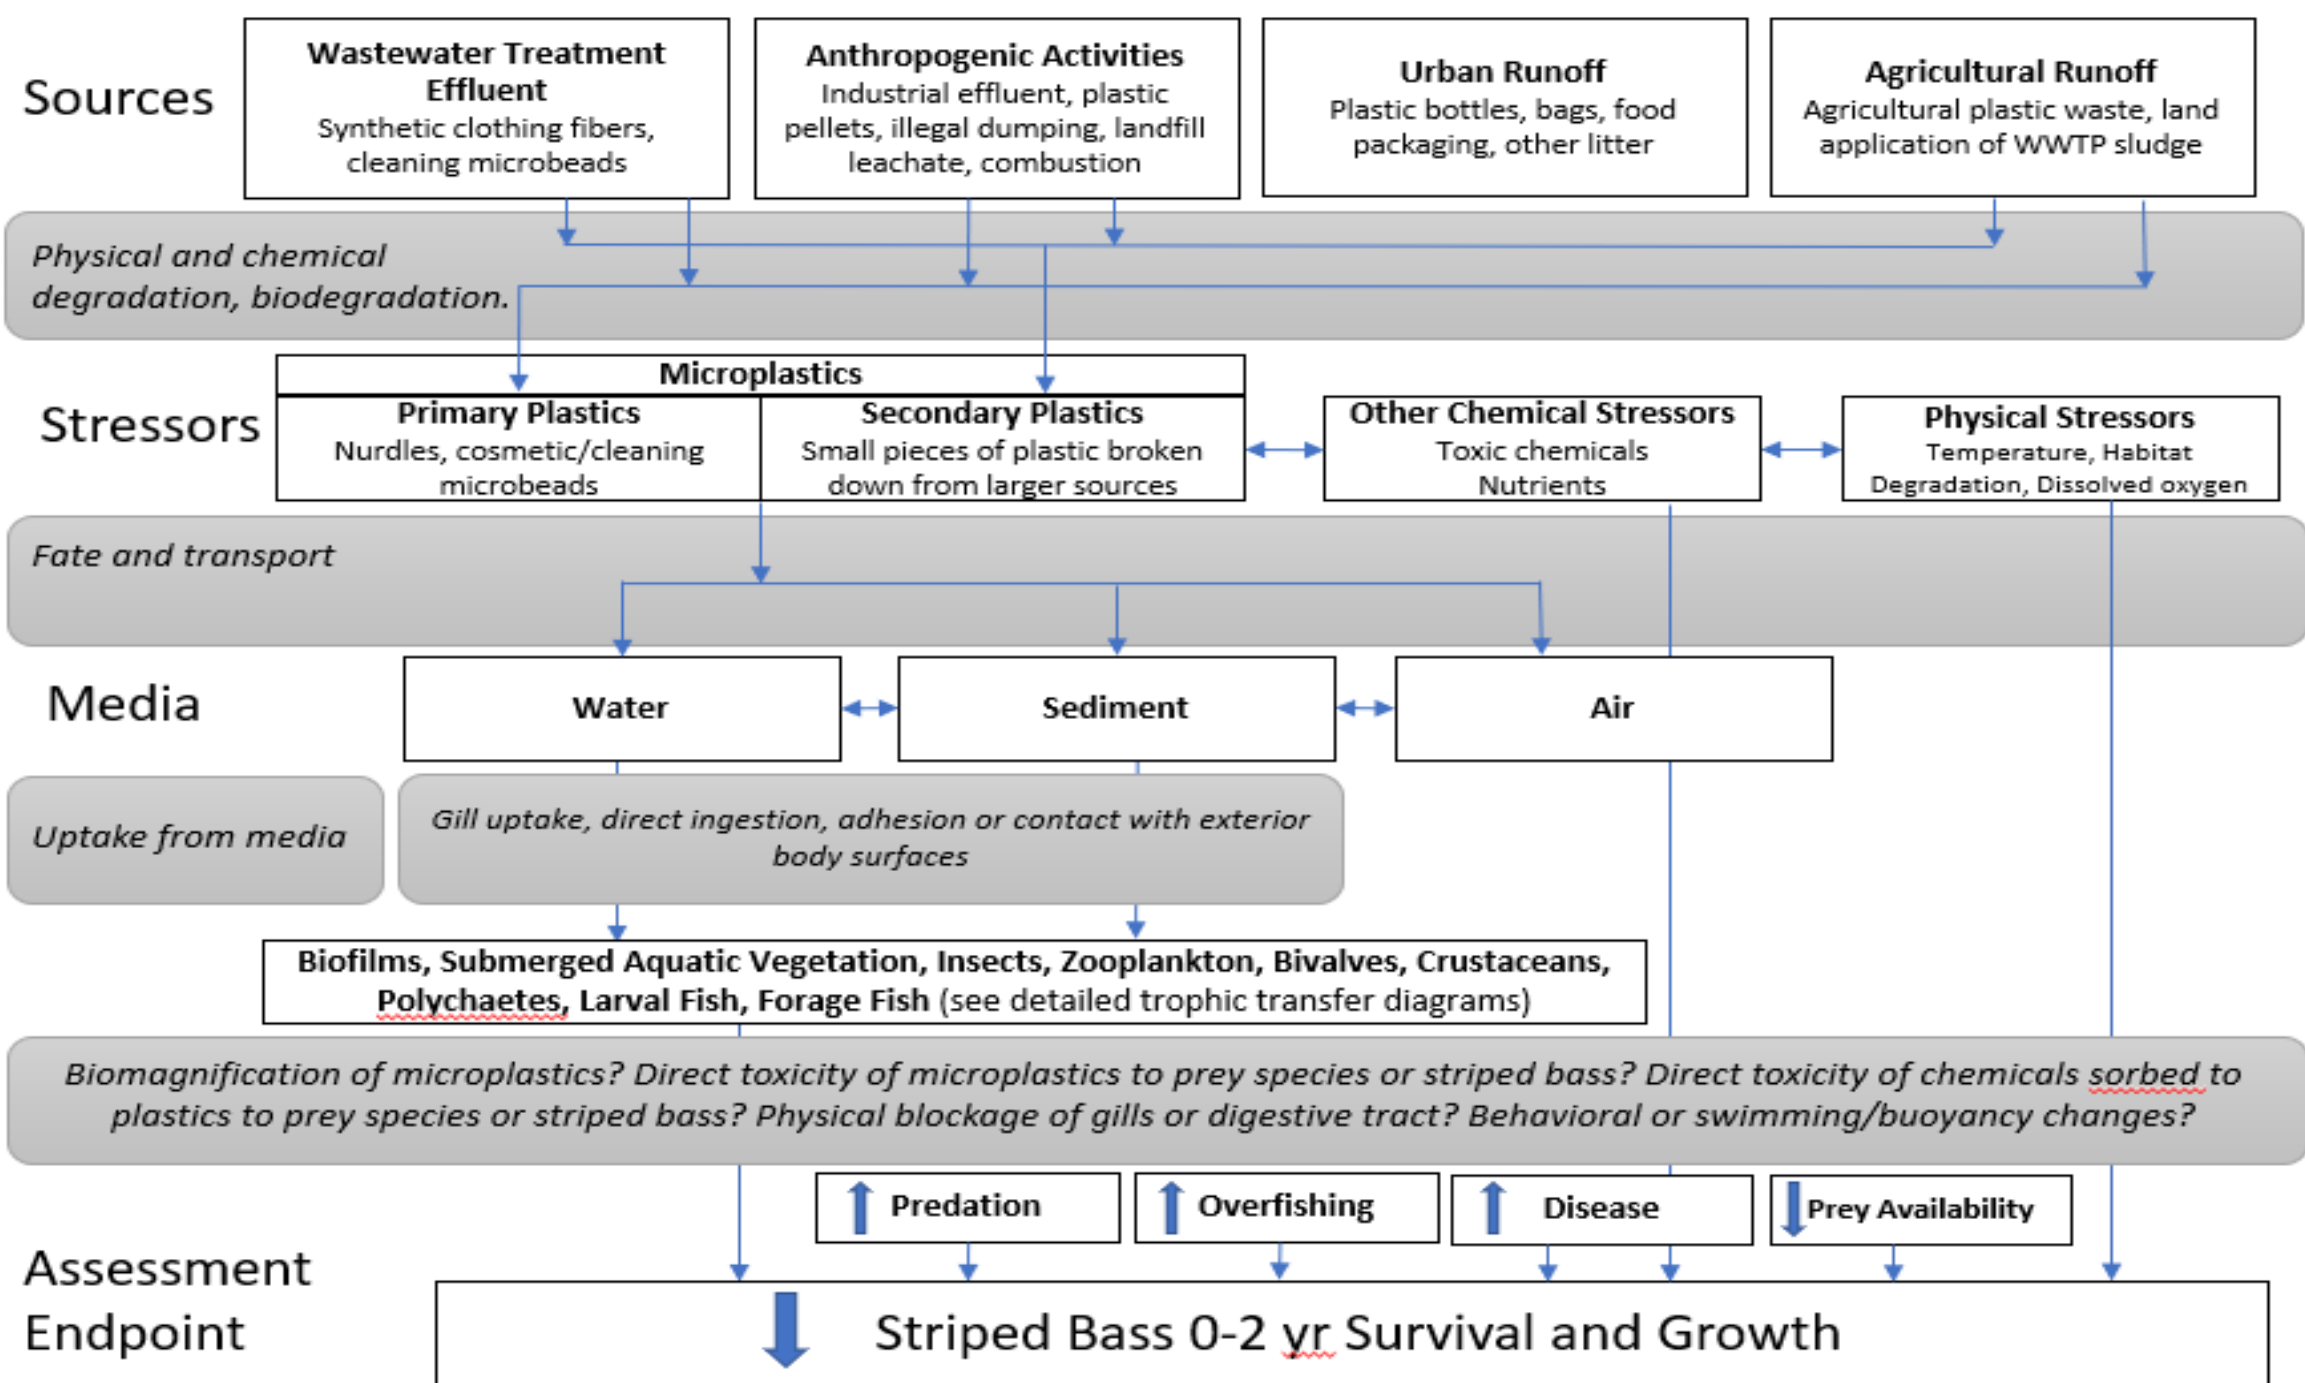 Sources
Wastewater Treatment
Effluent
Synthetic clothing fibers,
cleaning microbeads
Anthropogenic Activities
Industrial effluent, plastic
pellets, illegal dumping, landfill
leachate, combustion
Urban Runoff
Plastic bottles, bags, food
packaging, other litter
Agricultural Runoff
Agricultural plastic waste, land
application of WWTP sludge
Physical and chemical
degradation, biodegradation.
Stressors
Microplastics
Primary Plastics
Nurdles, cosmetic/cleaning
microbeads
Secondary Plastics
Small pieces of plastic broken
down from larger sources
Other Chemical Stressors
Toxic chemicals
Nutrients
Physical Stressors
Temperature, Habitat
Degradation, Dissolved oxygen
Fate and transport
Media
Water
Sediment
Air
Uptake from media
Gill uptake, direct ingestion, adhesion or contact with exterior
body surfaces
Biofilms, Submerged Aquatic Vegetation, Insects, Zooplankton, Bivalves, Crustaceans,
Polychaetes, Larval Fish, Forage Fish (see detailed trophic transfer diagrams)
Biomagnification of microplastics? Direct toxicity of microplastics to prey species or striped bass? Direct toxicity of chemicals sorbed to
plastics to prey species or striped bass? Physical blockage of gills or digestive tract? Behavioral or swimming/buoyancy changes?
Predation
Overfishing
Disease
Prey Availability
Assessment
Endpoint
Striped Bass 0-2 yr Survival and Growth